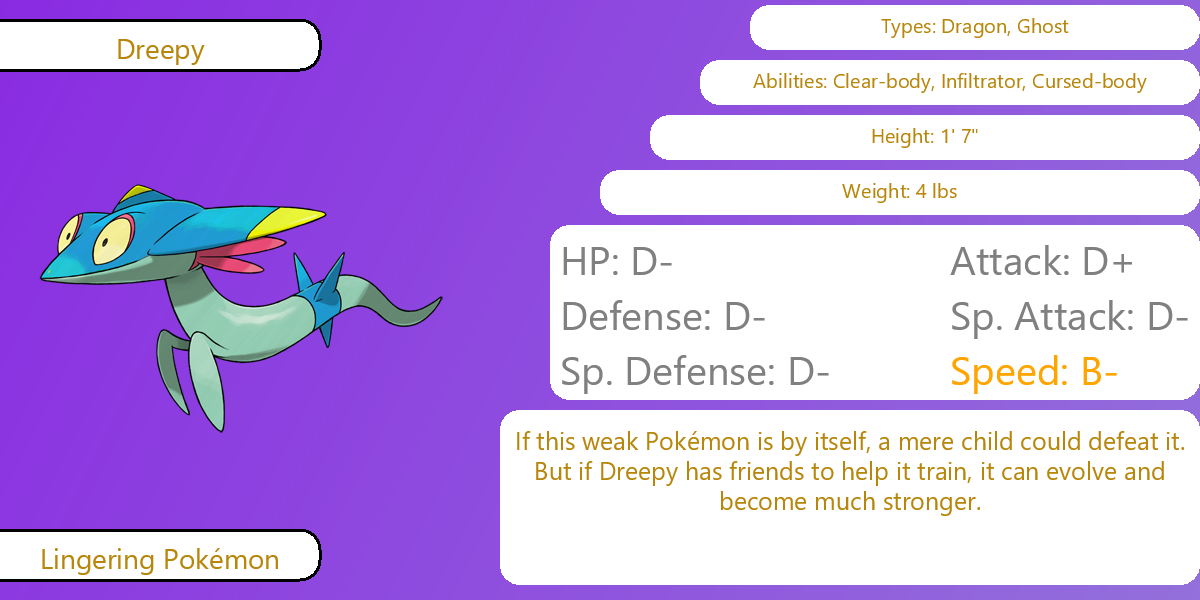 Dreepy
Types: Dragon, Ghost
Abilities: Clear-body, Infiltrator, Cursed-body
Height: 1' 7"
Weight: 4 lbs
HP: D-
Attack: D+
Defense: D-
Sp. Attack: D-
Sp. Defense: D-
Speed: B-
If this weak Pokémon is by itself, a mere child could defeat it.
But if Dreepy has friends to help it train, it can evolve and
become much stronger.
Lingering Pokémon